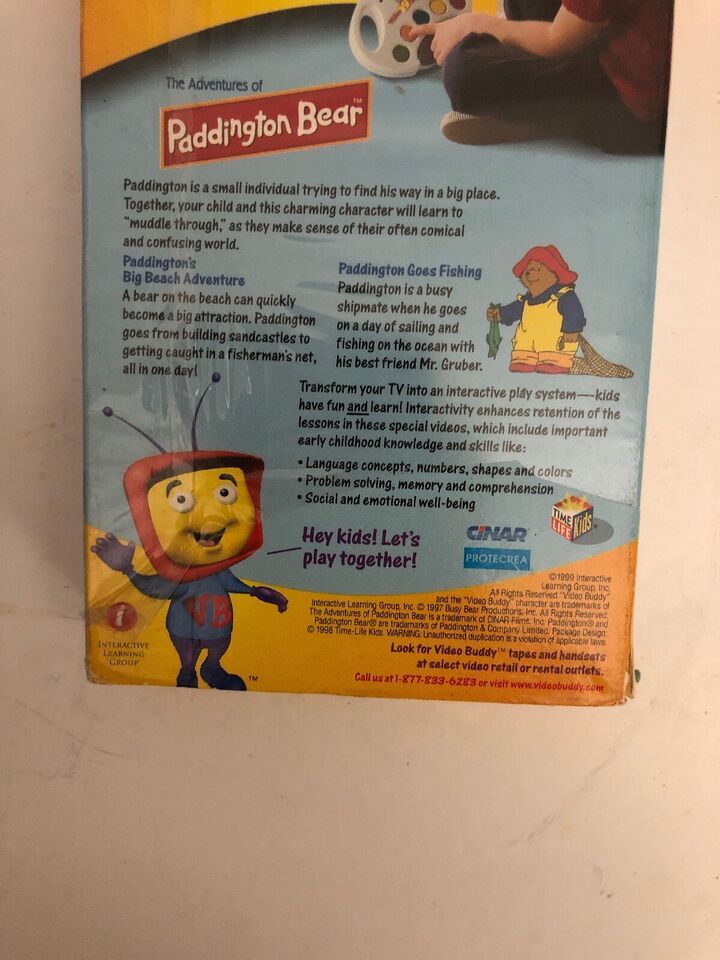 The Adventures of
Paddington Bear™
Paddington is a small individual trying to find his way in a big place.
Together, your child and this charming character will learn to
"muddle through," as they make sense of their often comical
and confusing world.
Paddington's
Big Beach Adventure
A bear on the beach can quickly
become a big attraction. Paddington
goes from building sandcastles to
getting caught in a fisherman's net,
all in one day!
Paddington Goes Fishing
Paddington is a busy
shipmate when he goes
on a day of sailing and
fishing on the ocean with
his best friend Mr. Gruber.
Transform your TV into an interactive play system—kids
have fun and learn! Interactivity enhances retention of the
lessons in these special videos, which include important
early childhood knowledge and skills like:
• Language concepts, numbers, shapes and colors
• Problem solving, memory and comprehension
• Social and emotional well-being
Hey kids! Let's
play together!
CINAR
PROTECREA
TIME
LIFE
Kids
VB
TM
i
INTERACTIVE
LEARNING
GROUP
©1999 Interactive
Learning Group, Inc.
All Rights Reserved. "Video Buddy"
and the "Video Buddy" character are trademarks of
Interactive Learning Group, Inc. © 1997 Busy Bear Productions, Inc. All Rights Reserved.
The Adventures of Paddington Bear is a trademark of CINAR Films, Inc. Paddington® and
Paddington Bear® are trademarks of Paddington & Company Limited. Package Design:
© 1998 Time-Life Kids. WARNING: Unauthorized duplication is a violation of applicable laws.
Look for Video Buddy™ tapes and handsets
at select video retail or rental outlets.
Call us at 1-877-833-6283 or visit www.videobuddy.com